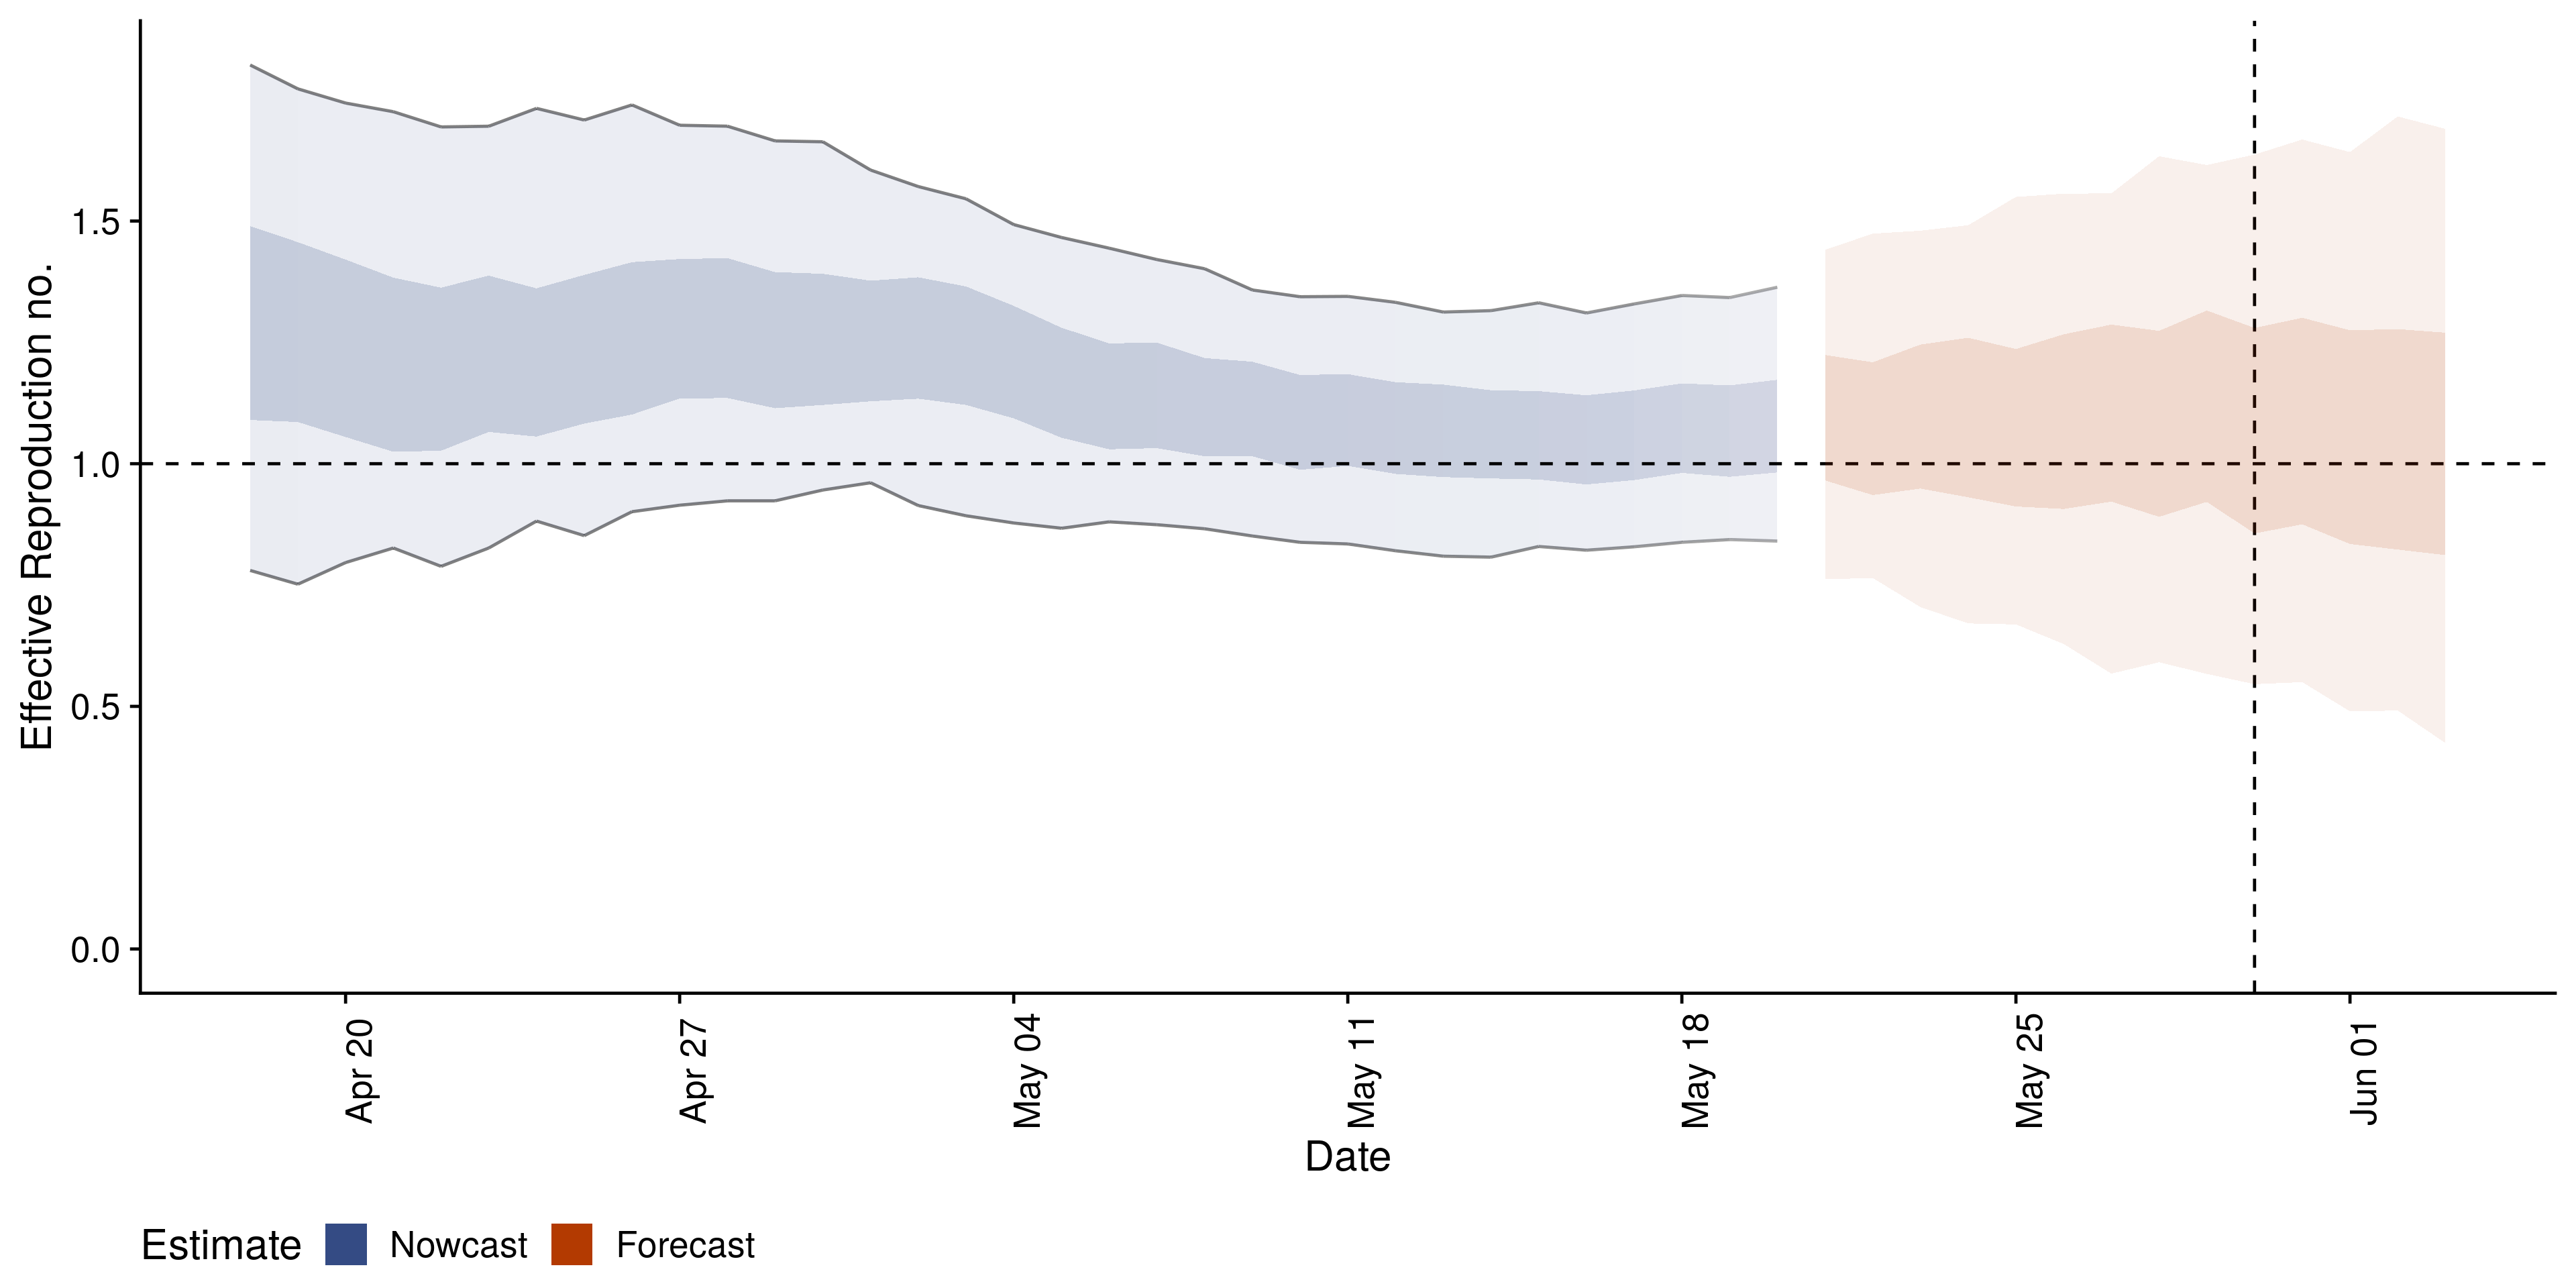 Effective Reproduction no.
1.5
1.0
0.5
0.0
Apr 20
Apr 27
May 04
May 11
May 18
May 25
Jun 01
Date
Estimate Nowcast Forecast